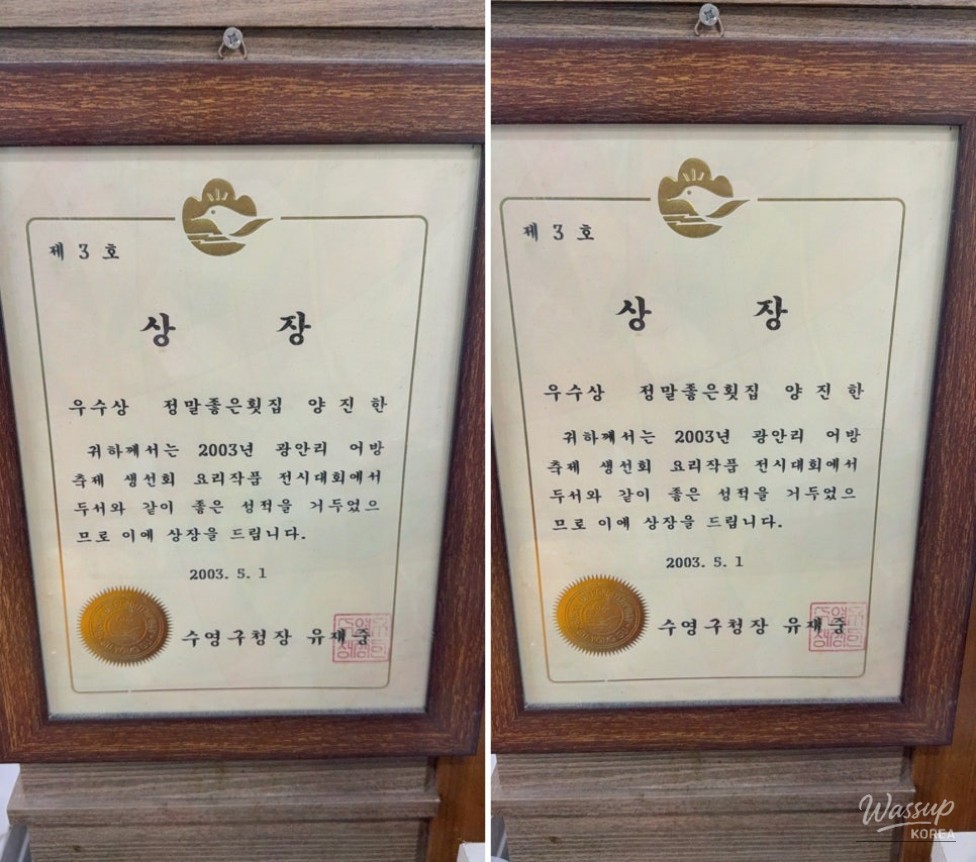 제 3 호
상 장
우수상 정말좋은횟집 양 진 한
귀하께서는 2003년 광안리 어방
축제 생선회 요리작품 전시대회에서
두서와 같이 좋은 성적을 거두었으
므로 이에 상장을 드립니다.
2003. 5. 1
수영구청장 유재중
제 3 호
상 장
우수상 정말좋은횟집 양 진 한
귀하께서는 2003년 광안리 어방
축제 생선회 요리작품 전시대회에서
두서와 같이 좋은 성적을 거두었으
므로 이에 상장을 드립니다.
2003. 5. 1
수영구청장 유재중
Wassup
KOREA